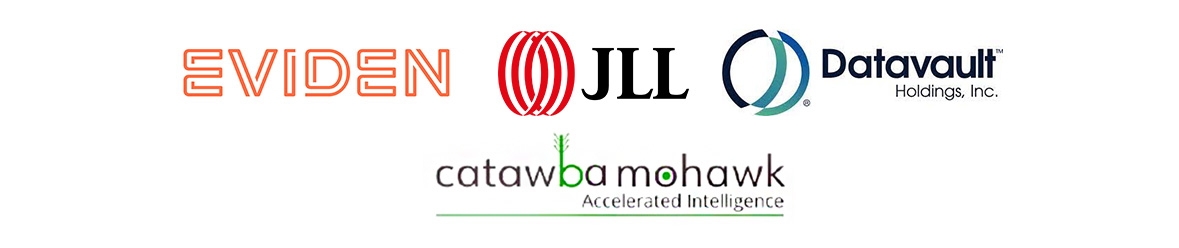 EVIDEN
JLL
Datavault™
Holdings, Inc.
®
catawba mohawk
Accelerated Intelligence